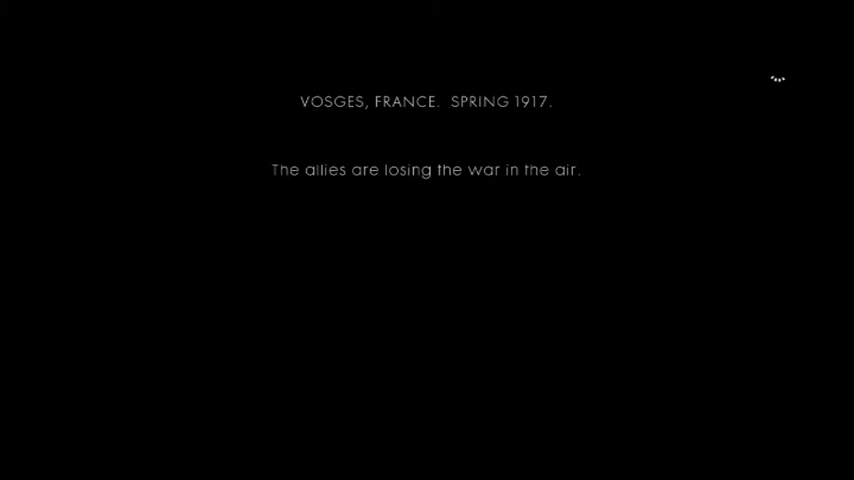 VOSGES, FRANCE. SPRING 1917.
The allies are losing the war in the air.